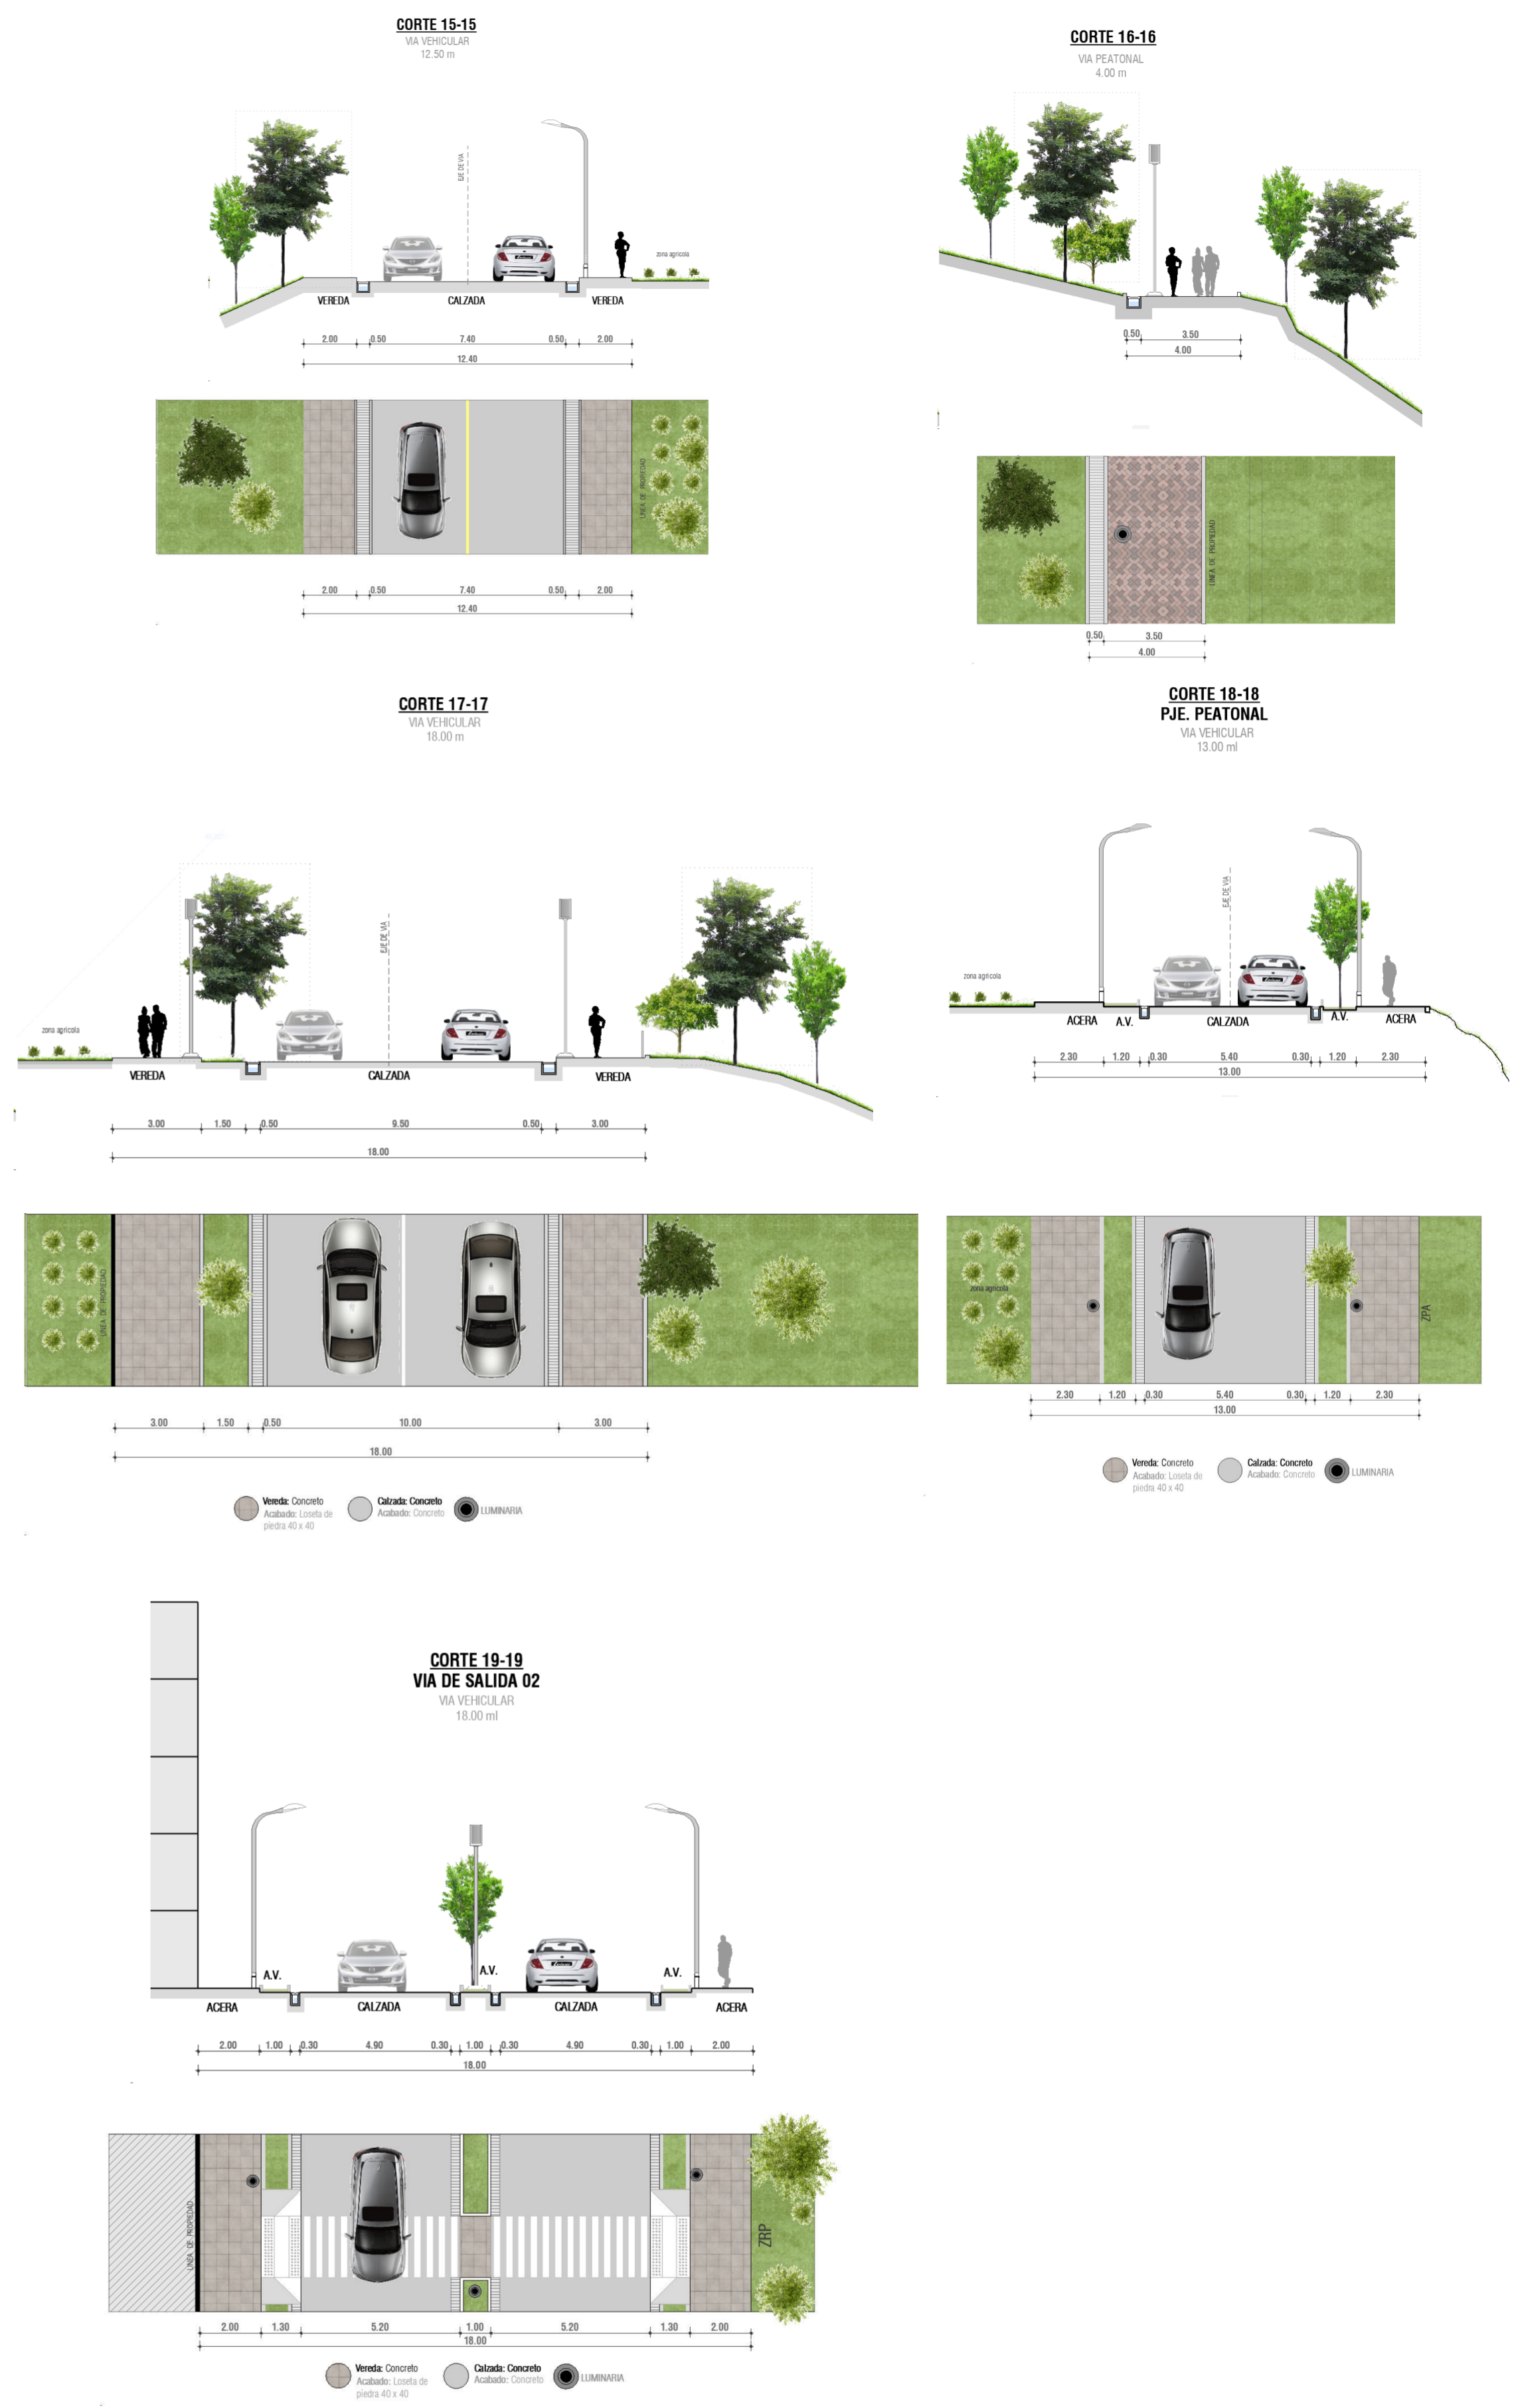 CORTE 15-15
VIA VEHICULAR
12.50 m
EJE DE VIA
zona agricola
VEREDA CALZADA VEREDA
2.00 0.50 7.40 0.50 2.00
12.40
LINEA DE PROPIEDAD
2.00 0.50 7.40 0.50 2.00
12.40
CORTE 16-16
VIA PEATONAL
4.00 m
0.50 3.50
4.00
LINEA DE PROPIEDAD
0.50 3.50
4.00
CORTE 17-17
VIA VEHICULAR
18.00 m
EJE DE VIA
zona agricola
VEREDA CALZADA VEREDA
3.00 1.50 0.50 9.50 0.50 3.00
18.00
LINEA DE PROPIEDAD
3.00 1.50 0.50 10.00 3.00
18.00
Vereda: Concreto
Acabado: Loseta de
piedra 40 x 40
Calzada: Concreto
Acabado: Concreto
LUMINARIA
CORTE 18-18
PJE. PEATONAL
VIA VEHICULAR
13.00 ml
EJE DE VIA
zona agricola
ACERA A.V. CALZADA A.V. ACERA
2.30 1.20 0.30 5.40 0.30 1.20 2.30
13.00
zona agricola
ZPA
2.30 1.20 0.30 5.40 0.30 1.20 2.30
13.00
Vereda: Concreto
Acabado: Loseta de
piedra 40 x 40
Calzada: Concreto
Acabado: Concreto
LUMINARIA
CORTE 19-19
VIA DE SALIDA 02
VIA VEHICULAR
18.00 ml
A.V. A.V. A.V.
ACERA CALZADA CALZADA ACERA
2.00 1.00 0.30 4.90 0.30 1.00 0.30 4.90 0.30 1.00 2.00
18.00
LINEA DE PROPIEDAD
ZRP
2.00 1.30 5.20 1.00 5.20 1.30 2.00
18.00
Vereda: Concreto
Acabado: Loseta de
piedra 40 x 40
Calzada: Concreto
Acabado: Concreto
LUMINARIA